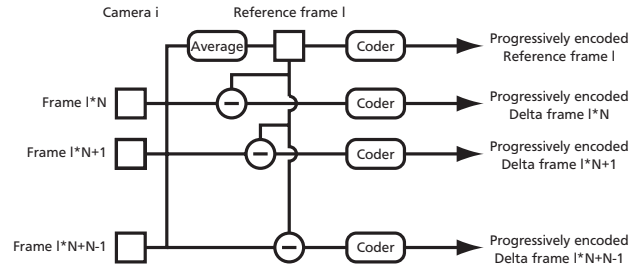 Camera i
Reference frame l
Average
Coder
Progressively encoded
Reference frame l
Frame l*N
Coder
Progressively encoded
Delta frame l*N
Frame l*N+1
Coder
Progressively encoded
Delta frame l*N+1
Frame l*N+N-1
Coder
Progressively encoded
Delta frame l*N+N-1